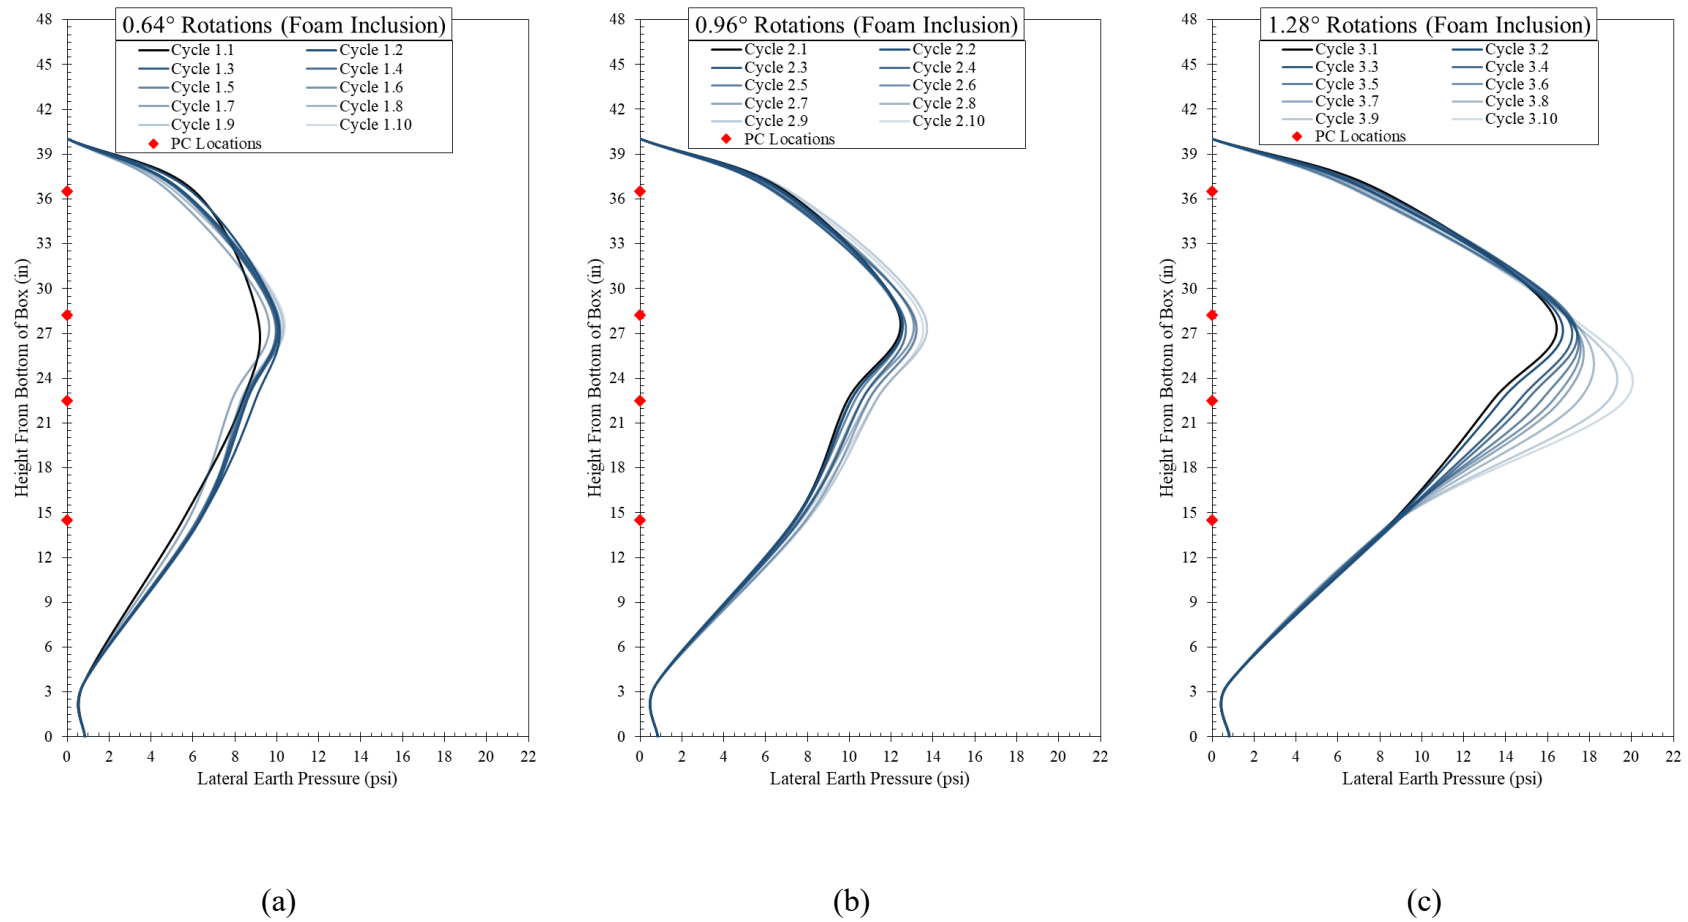 0.64° Rotations (Foam Inclusion)
Cycle 1.1 Cycle 1.2
Cycle 1.3 Cycle 1.4
Cycle 1.5 Cycle 1.6
Cycle 1.7 Cycle 1.8
Cycle 1.9 Cycle 1.10
PC Locations
48
45
42
39
36
33
30
27
24
21
18
15
12
9
6
3
0
Height From Bottom of Box (in)
0 2 4 6 8 10 12 14 16 18 20 22
Lateral Earth Pressure (psi)
(a)
0.96° Rotations (Foam Inclusion)
Cycle 2.1 Cycle 2.2
Cycle 2.3 Cycle 2.4
Cycle 2.5 Cycle 2.6
Cycle 2.7 Cycle 2.8
Cycle 2.9 Cycle 2.10
PC Locations
48
45
42
39
36
33
30
27
24
21
18
15
12
9
6
3
0
Height From Bottom of Box (in)
0 2 4 6 8 10 12 14 16 18 20 22
Lateral Earth Pressure (psi)
(b)
1.28° Rotations (Foam Inclusion)
Cycle 3.1 Cycle 3.2
Cycle 3.3 Cycle 3.4
Cycle 3.5 Cycle 3.6
Cycle 3.7 Cycle 3.8
Cycle 3.9 Cycle 3.10
PC Locations
48
45
42
39
36
33
30
27
24
21
18
15
12
9
6
3
0
Height From Bottom of Box (in)
0 2 4 6 8 10 12 14 16 18 20 22
Lateral Earth Pressure (psi)
(c)